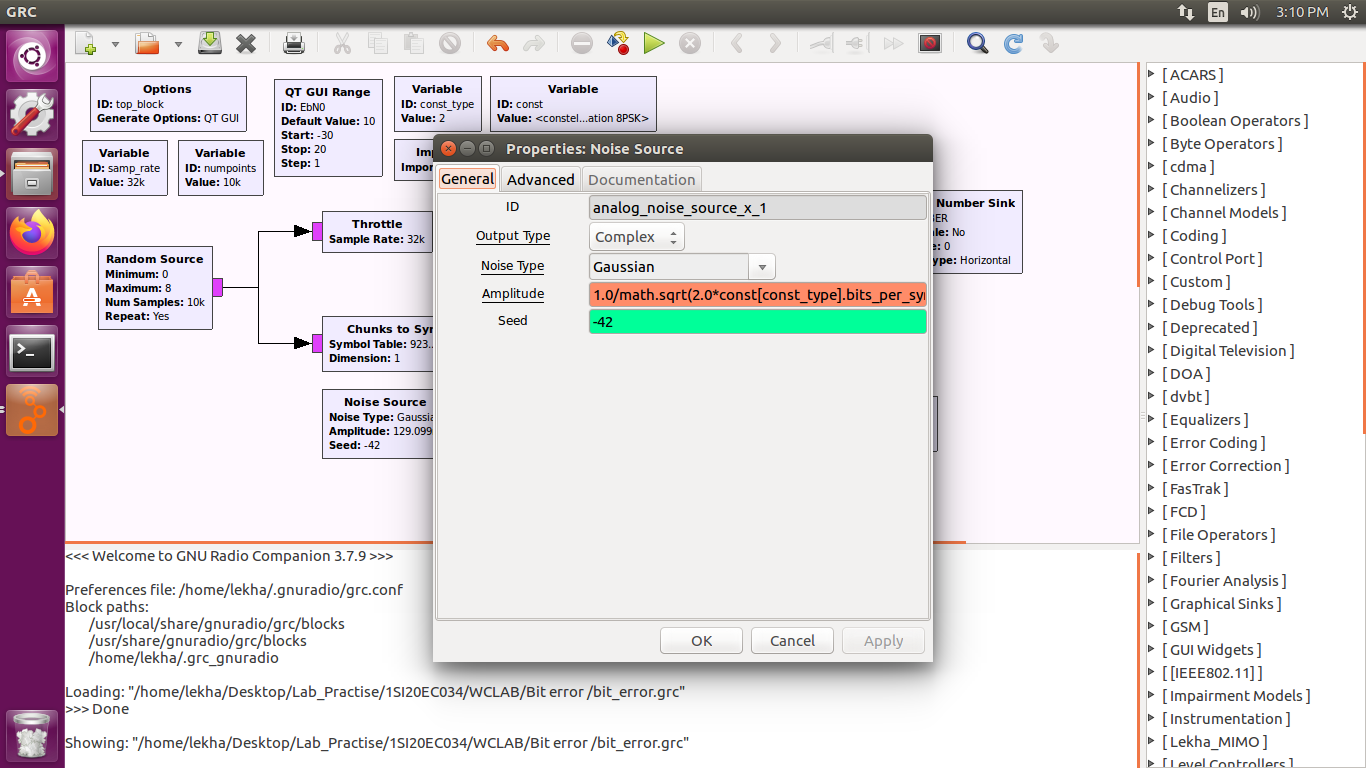 GRC
En
3:10 PM
Options
ID: top_block
Generate Options: QT GUI
QT GUI Range
ID: EbN0
Default Value: 10
Start: -30
Stop: 20
Step: 1
Variable
ID: const_type
Value: 2
Variable
ID: const
Value: <constel...ation 8PSK>
Variable
ID: samp_rate
Value: 32k
Variable
ID: numpoints
Value: 10k
Throttle
Sample Rate: 32k
Random Source
Minimum: 0
Maximum: 8
Num Samples: 10k
Repeat: Yes
Chunks to Sy
Symbol Table: 923..
Dimension: 1
Noise Source
Noise Type: Gaussi
Amplitude: 129.099
Seed: -42
Number Sink
Type: Horizontal
Properties: Noise Source
General
Advanced
Documentation
ID
analog_noise_source_x_1
Output Type
Complex
Noise Type
Gaussian
Amplitude
1.0/math.sqrt(2.0*const[const_type].bits_per_sy
Seed
-42
OK
Cancel
Apply
[ ACARS ]
[ Audio ]
[ Boolean Operators ]
[ Byte Operators ]
[ cdma ]
[ Channelizers ]
[ Channel Models ]
[ Coding ]
[ Control Port ]
[ Custom ]
[ Debug Tools ]
[ Deprecated ]
[ Digital Television ]
[ DOA ]
[ dvbt ]
[ Equalizers ]
[ Error Coding ]
[ Error Correction ]
[ FasTrak ]
[ FCD ]
[ File Operators ]
[ Filters ]
[ Fourier Analysis ]
[ Graphical Sinks ]
[ GSM ]
[ GUI Widgets ]
[ [IEEE802.11] ]
[ Impairment Models ]
[ Instrumentation ]
[ Lekha_MIMO ]
[ Level Controllers ]
<<< Welcome to GNU Radio Companion 3.7.9 >>>
Preferences file: /home/lekha/.gnuradio/grc.conf
Block paths:
/usr/local/share/gnuradio/grc/blocks
/usr/share/gnuradio/grc/blocks
/home/lekha/.grc_gnuradio
Loading: "/home/lekha/Desktop/Lab_Practise/1SI20EC034/WCLAB/Bit error /bit_error.grc"
>>> Done
Showing: "/home/lekha/Desktop/Lab_Practise/1SI20EC034/WCLAB/Bit error /bit_error.grc"